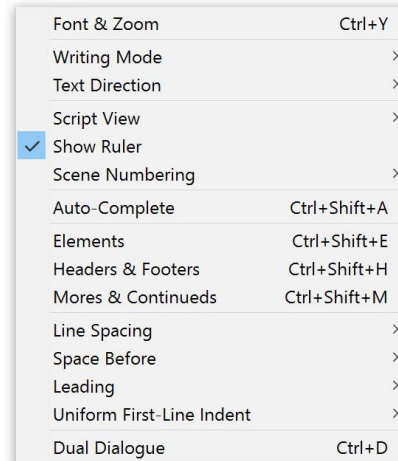 Font & Zoom Ctrl+Y
Writing Mode
Text Direction
Script View
Show Ruler
Scene Numbering
Auto-Complete Ctrl+Shift+A
Elements Ctrl+Shift+E
Headers & Footers Ctrl+Shift+H
Mores & Continueds Ctrl+Shift+M
Line Spacing
Space Before
Leading
Uniform First-Line Indent
Dual Dialogue Ctrl+D